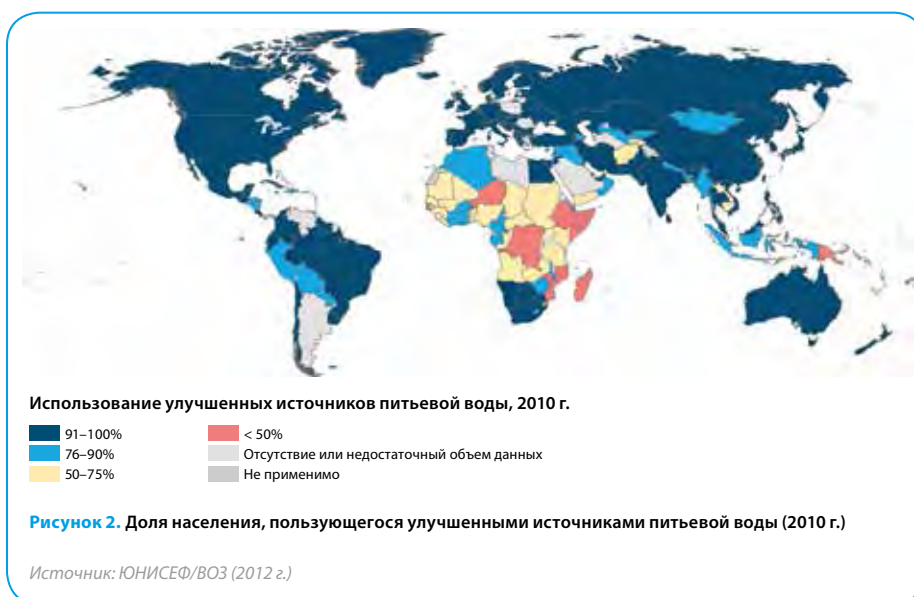 Использование улучшенных источников питьевой воды, 2010 г.
91–100%
76–90%
50–75%
< 50%
Отсутствие или недостаточный объем данных
Не применимо
Рисунок 2. Доля населения, пользующегося улучшенными источниками питьевой воды (2010 г.)
Источник: ЮНИСЕФ/ВОЗ (2012 г.)